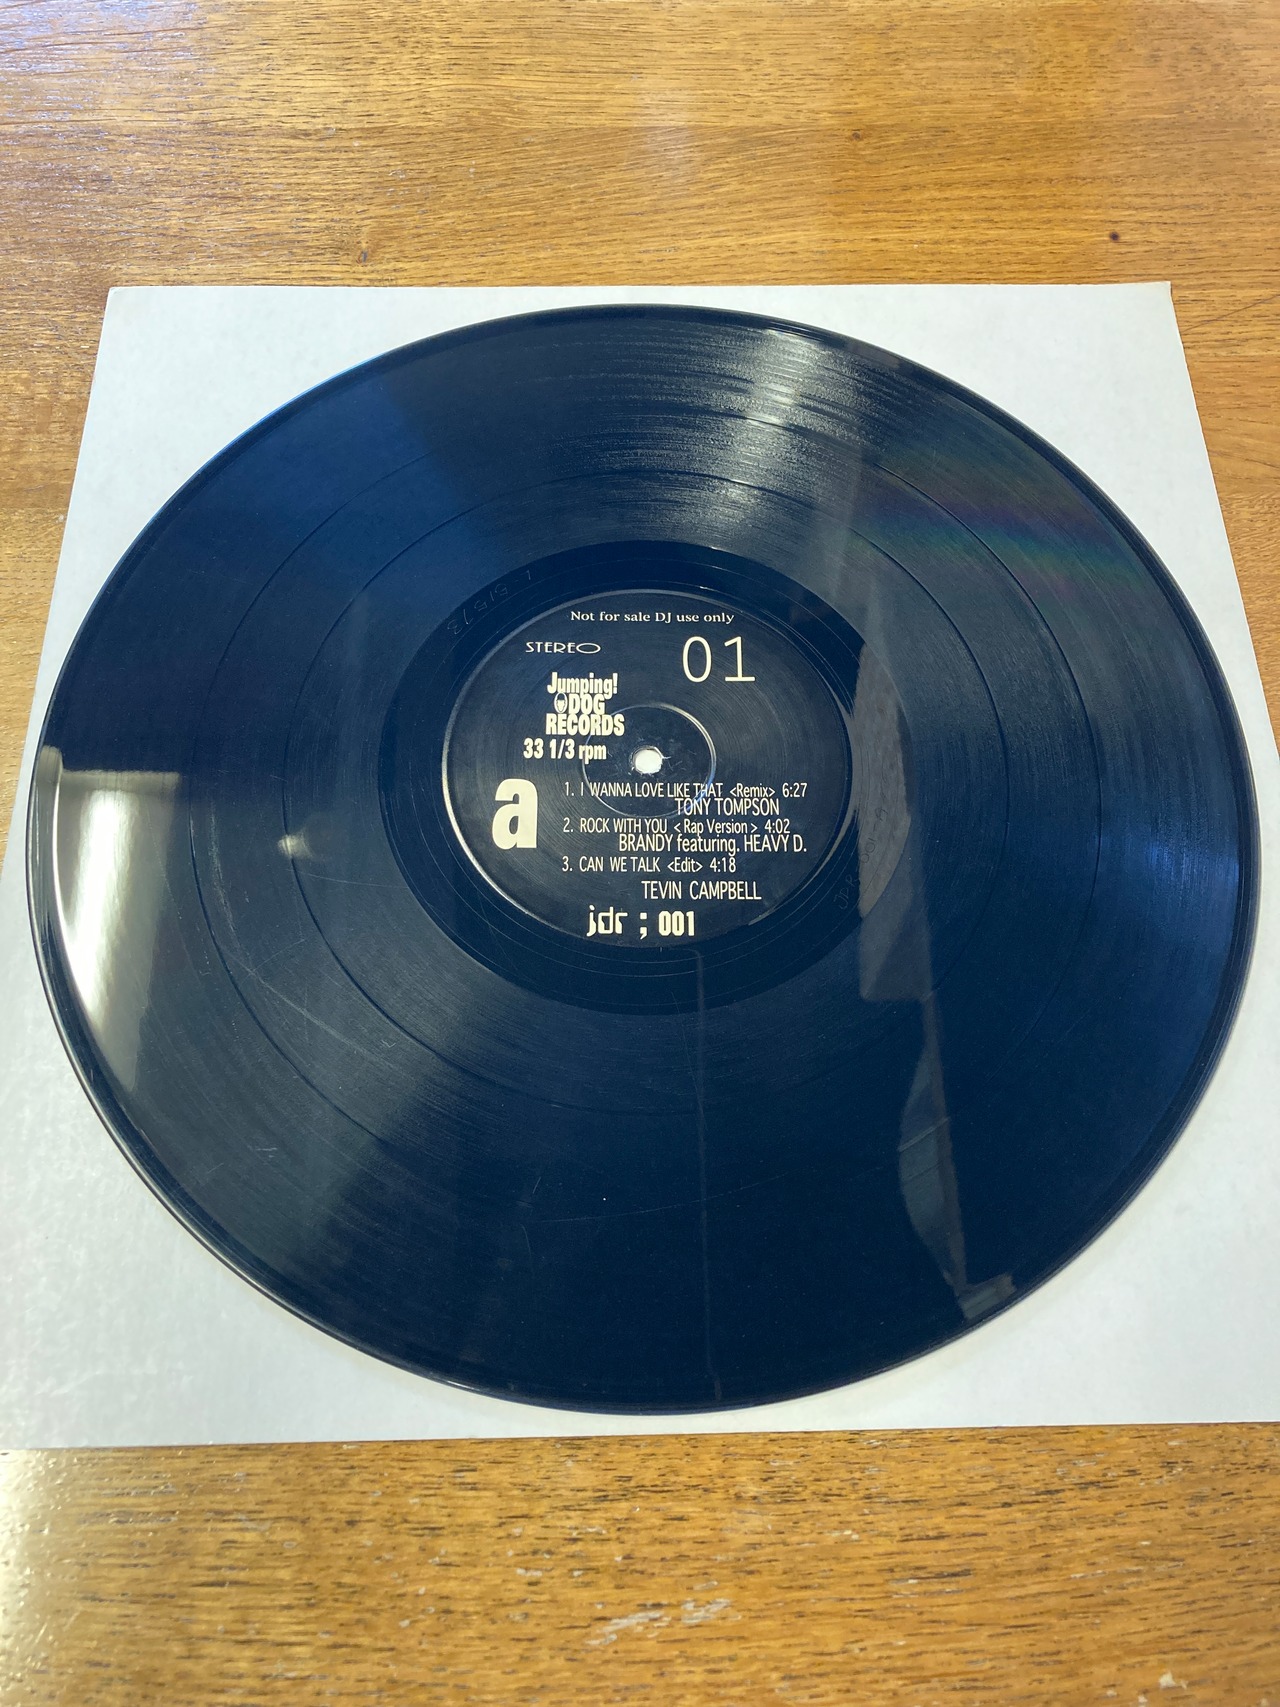 Not for sale DJ use only
STEREO
01
Jumping!
DOG
RECORDS
33 1/3 rpm
a
1. I WANNA LOVE LIKE THAT <Remix> 6:27
TONY TOMPSON
2. ROCK WITH YOU < Rap Version > 4:02
BRANDY featuring. HEAVY D.
3. CAN WE TALK <Edit> 4:18
TEVIN CAMPBELL
jdr ; 001